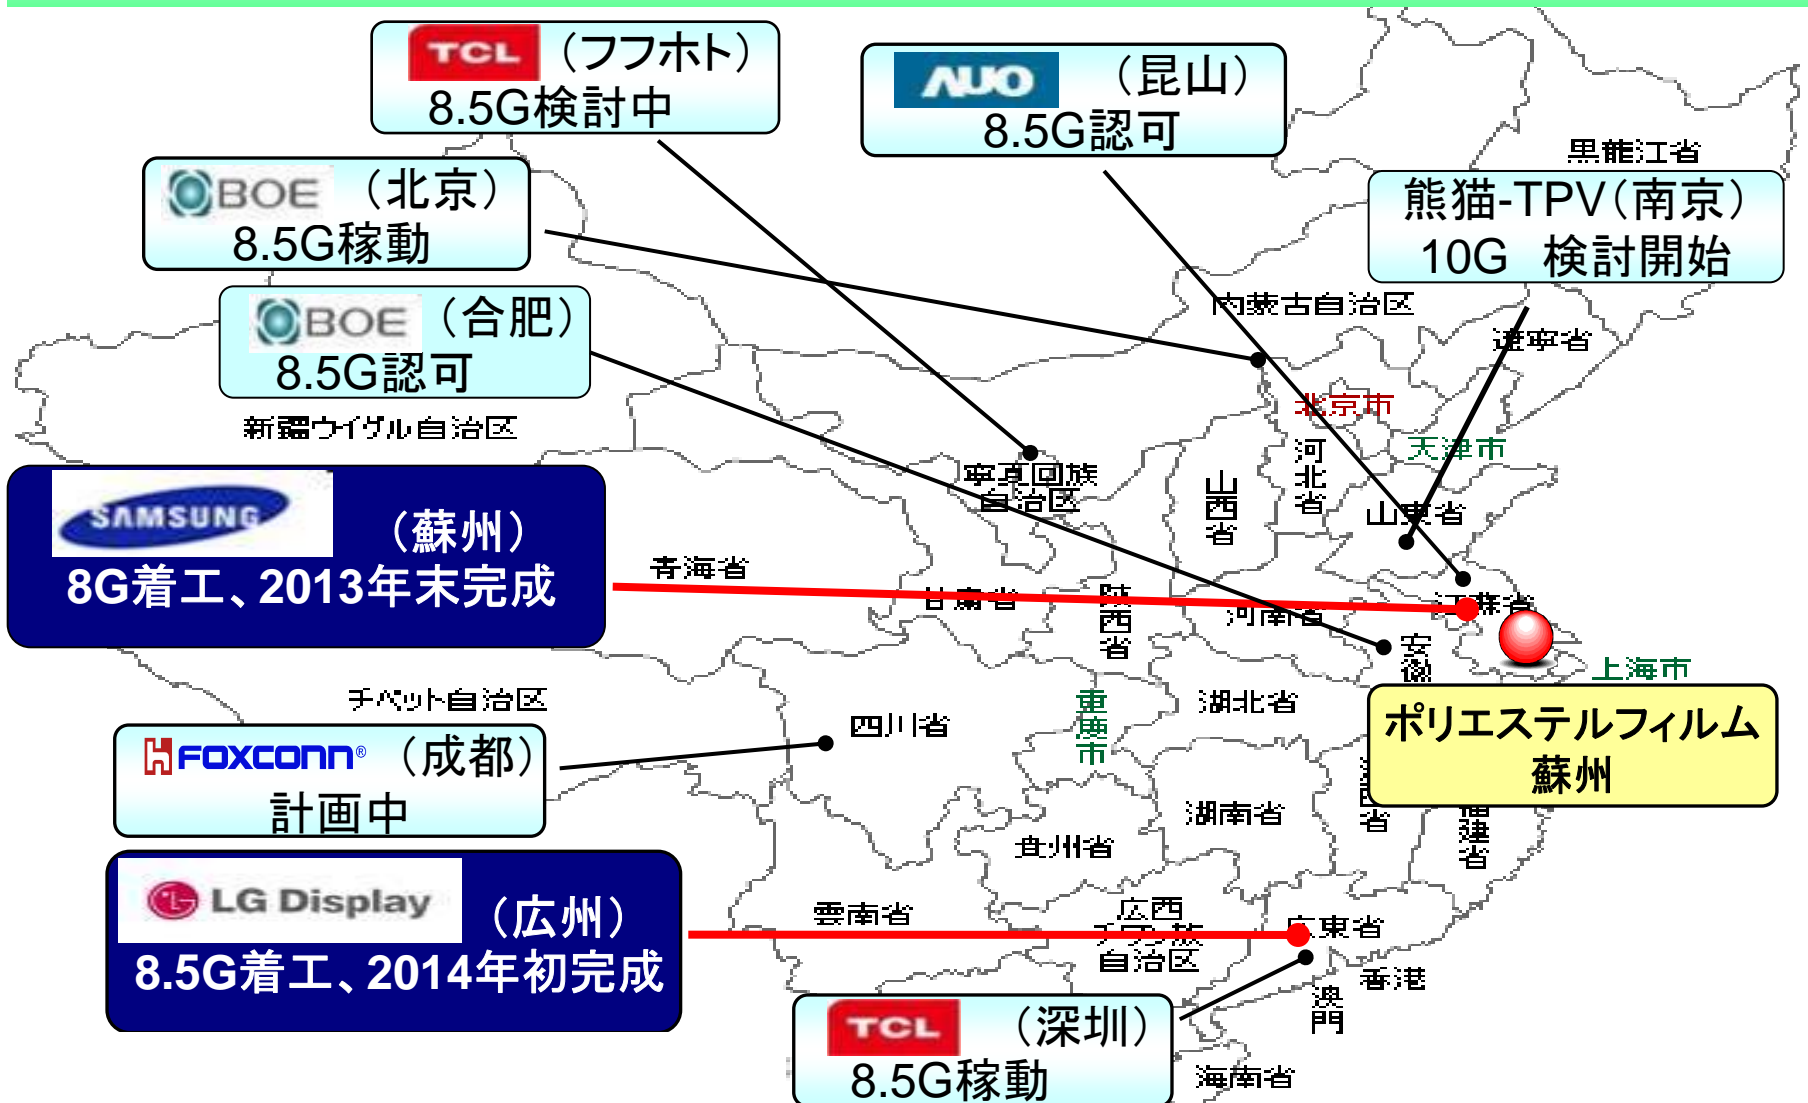 TCL (フフホト)
8.5G検討中
AUO (昆山)
8.5G認可
黒龍江省
BOE (北京)
8.5G稼動
熊猫-TPV(南京)
10G 検討開始
内蒙古自治区
遼寧省
BOE (合肥)
8.5G認可
北京市
新疆ウイグル自治区
天津市
河北省
寧夏回族
自治区
山西省
山東省
SAMSUNG (蘇州)
8G着工、2013年末完成
青海省
甘粛省
陝西省
河南省
江蘇省
安徽
上海市
チベット自治区
四川省
重慶市
湖北省
ポリエステルフィルム
蘇州
FOXCONN® (成都)
計画中
湖南省
省
福建省
貴州省
LG Display (広州)
8.5G着工、2014年初完成
雲南省
広西
チワン族
自治区
広東省
香港
澳門
TCL (深圳)
8.5G稼動
海南省